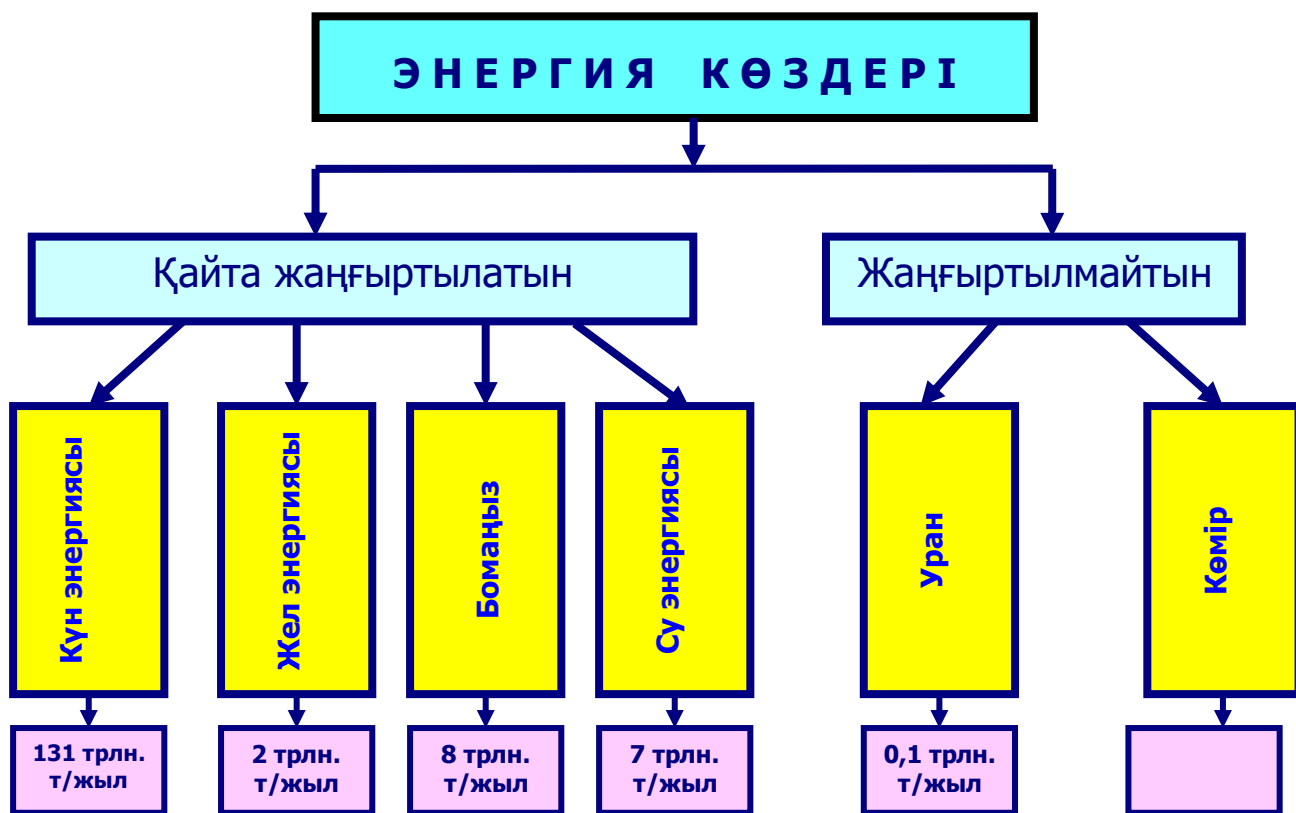 ЭНЕРГИЯ КӨЗДЕРІ
Қайта жаңғыртылатын
Жаңғыртылмайтын
Күн энергиясы
Жел энергиясы
Бомаңыз
Су энергиясы
Уран
Көмір
131 трлн.
т/жыл
2 трлн.
т/жыл
8 трлн.
т/жыл
7 трлн.
т/жыл
0,1 трлн.
т/жыл